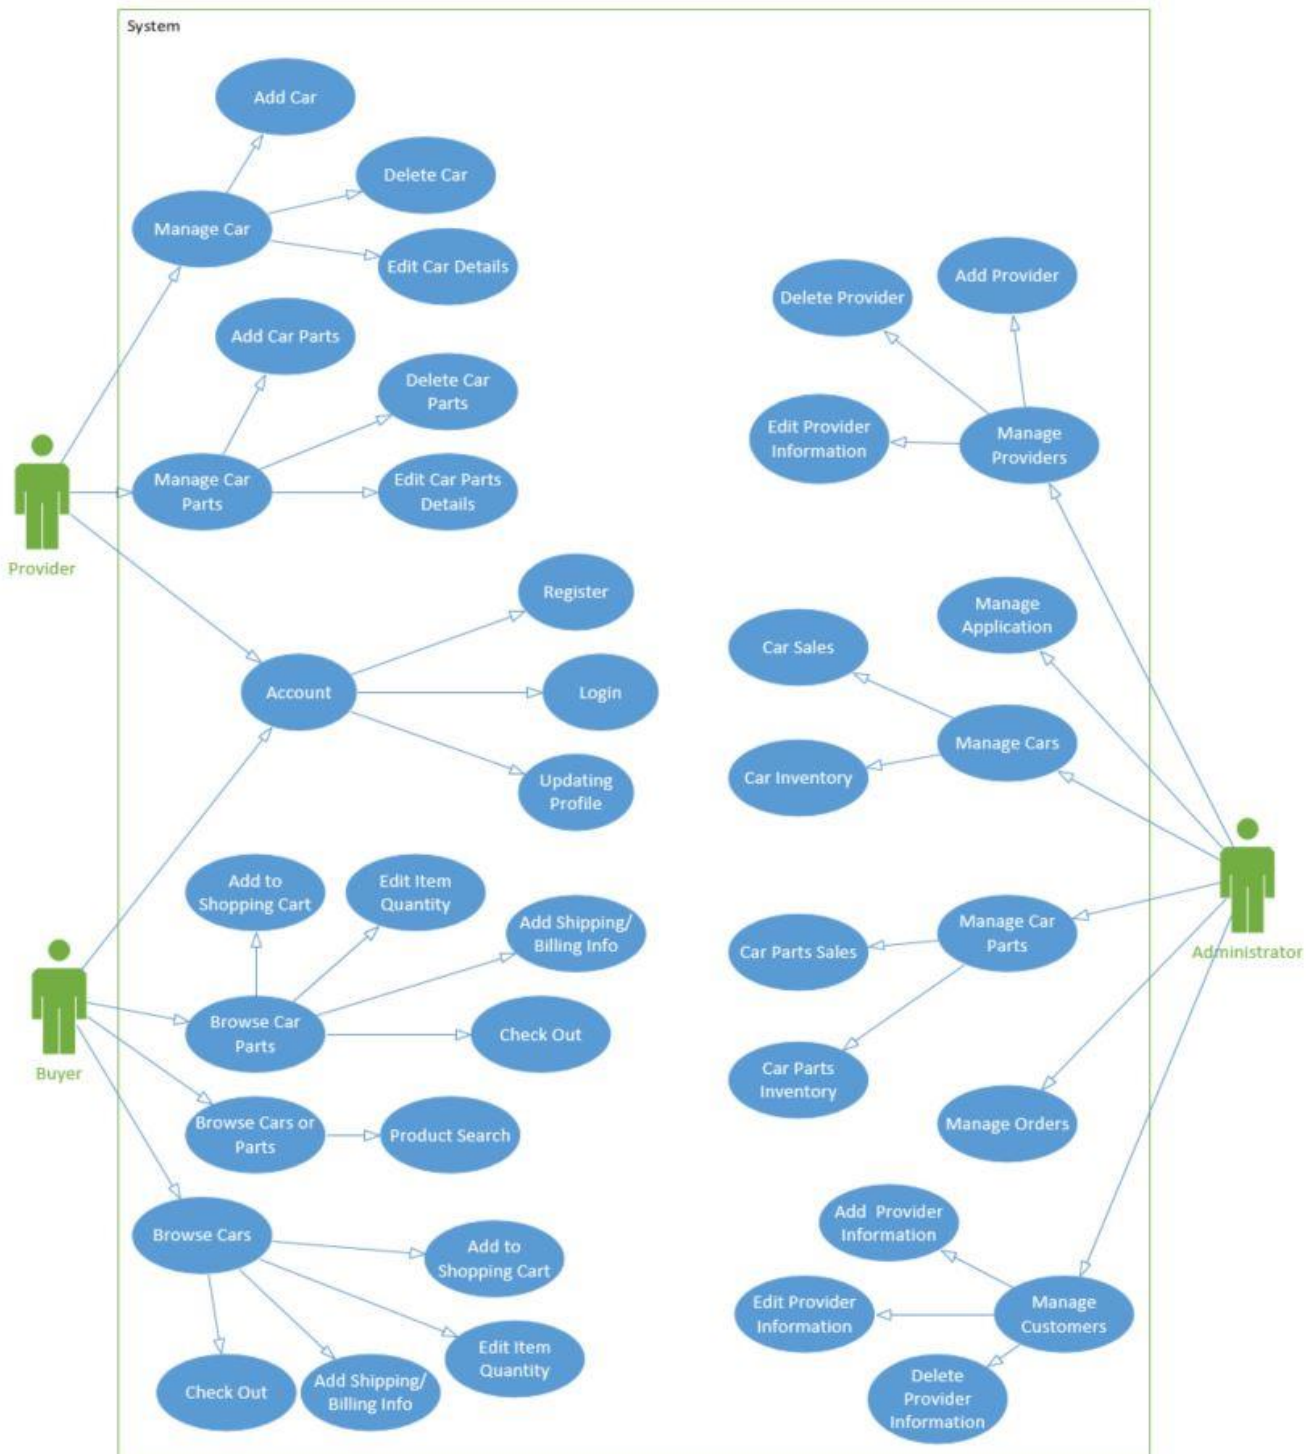 System
Add Car
Delete Car
Manage Car
Edit Car Details
Add Car Parts
Delete Car
Parts
Manage Car
Parts
Edit Car Parts
Details
Provider
Register
Account
Login
Updating
Profile
Add to
Shopping Cart
Edit Item
Quantity
Add Shipping/
Billing Info
Browse Car
Parts
Check Out
Buyer
Browse Cars or
Parts
Product Search
Browse Cars
Add to
Shopping Cart
Edit Item
Quantity
Check Out
Add Shipping/
Billing Info
Add Provider
Delete Provider
Edit Provider
Information
Manage
Providers
Manage
Application
Car Sales
Manage Cars
Car Inventory
Manage Car
Parts
Car Parts Sales
Administrator
Car Parts
Inventory
Manage Orders
Add Provider
Information
Edit Provider
Information
Manage
Customers
Delete
Provider
Information